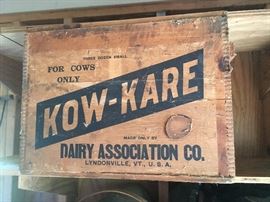 THREE DOZEN SMALL
FOR COWS
ONLY
KOW-KARE
MADE ONLY BY
DAIRY ASSOCIATION CO.
LYNDONVILLE, VT., U.S.A.